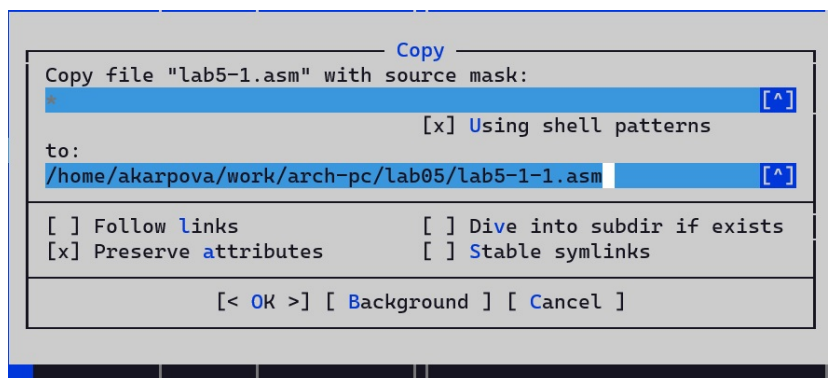 Copy
Copy file "lab5-1.asm" with source mask:
* [^]
[x] Using shell patterns
to:
/home/akarpova/work/arch-pc/lab05/lab5-1-1.asm [^]
[ ] Follow links [ ] Dive into subdir if exists
[x] Preserve attributes [ ] Stable symlinks
[< OK >] [ Background ] [ Cancel ]